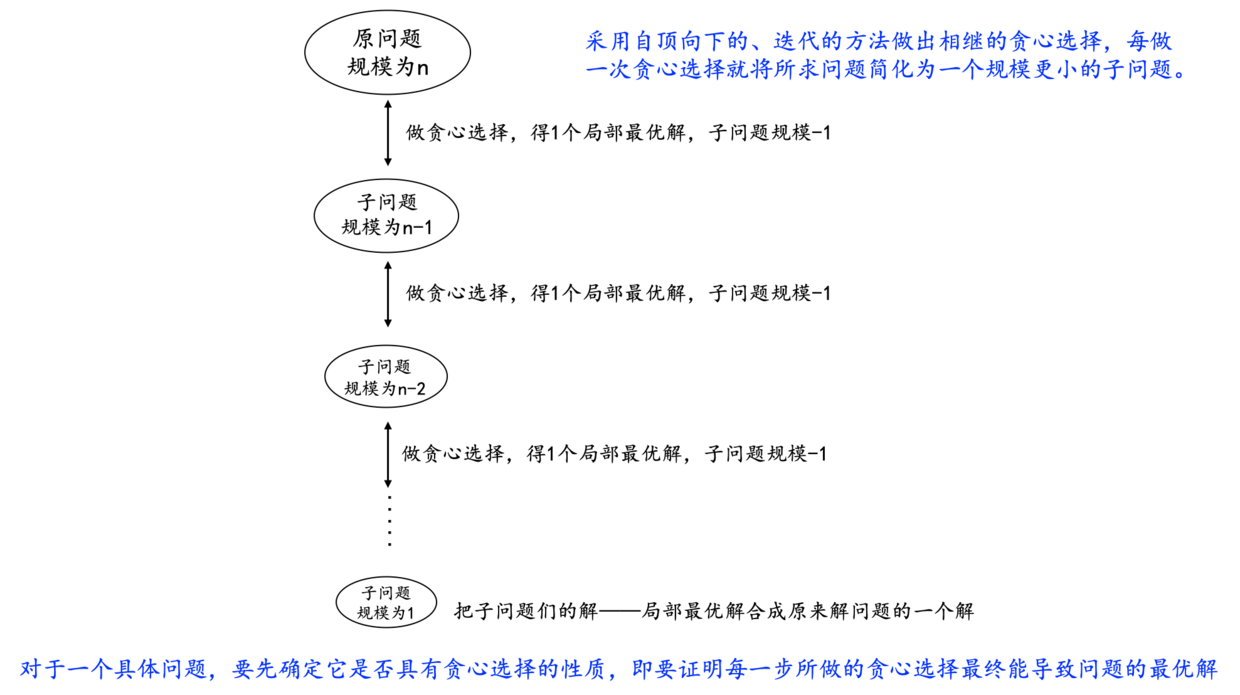 原问题
规模为n
采用自顶向下的、迭代的方法做出相继的贪心选择，每做
一次贪心选择就将所求问题简化为一个规模更小的子问题。
做贪心选择，得1个局部最优解，子问题规模-1
子问题
规模为n-1
做贪心选择，得1个局部最优解，子问题规模-1
子问题
规模为n-2
做贪心选择，得1个局部最优解，子问题规模-1
子问题
规模为1
把子问题们的解——局部最优解合成原来解问题的一个解
对于一个具体问题，要先确定它是否具有贪心选择的性质，即要证明每一步所做的贪心选择最终能导致问题的最优解